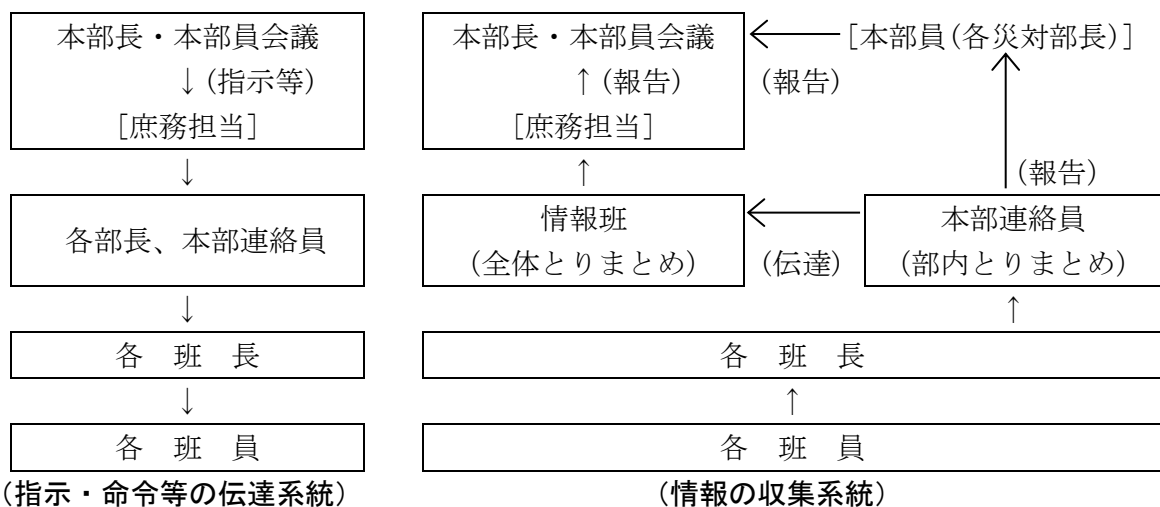 本部長・本部員会議
↓(指示等)
[庶務担当]
↓
各部長、本部連絡員
↓
各　班　長
↓
各　班　員
(指示・命令等の伝達系統)
本部長・本部員会議
↑(報告)
[庶務担当]
(報告)
[本部員(各災対部長)]
↑
(報告)
情報班
(全体とりまとめ)
(伝達)
本部連絡員
(部内とりまとめ)
↑
各　班　長
↑
各　班　員
(情報の収集系統)